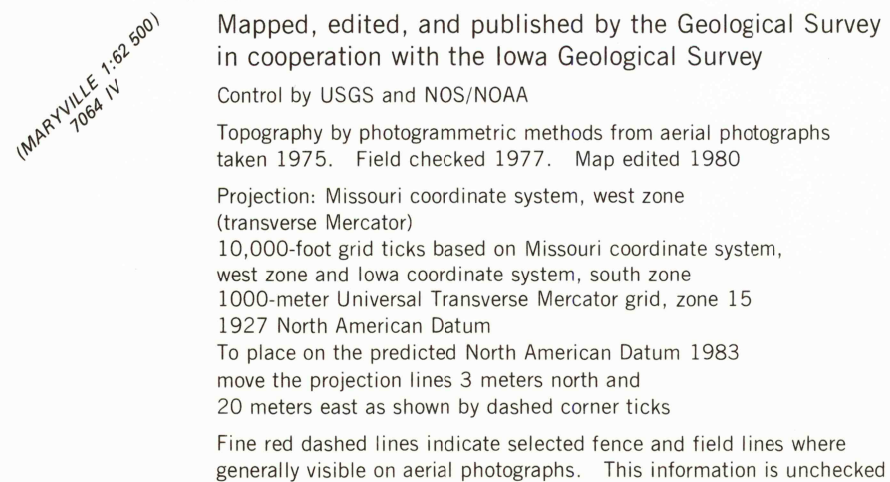 (MARYVILLE 1:62 500)
7064 IV
Mapped, edited, and published by the Geological Survey
in cooperation with the Iowa Geological Survey
Control by USGS and NOS/NOAA
Topography by photogrammetric methods from aerial photographs
taken 1975. Field checked 1977. Map edited 1980
Projection: Missouri coordinate system, west zone
(transverse Mercator)
10,000-foot grid ticks based on Missouri coordinate system,
west zone and Iowa coordinate system, south zone
1000-meter Universal Transverse Mercator grid, zone 15
1927 North American Datum
To place on the predicted North American Datum 1983
move the projection lines 3 meters north and
20 meters east as shown by dashed corner ticks
Fine red dashed lines indicate selected fence and field lines where
generally visible on aerial photographs. This information is unchecked